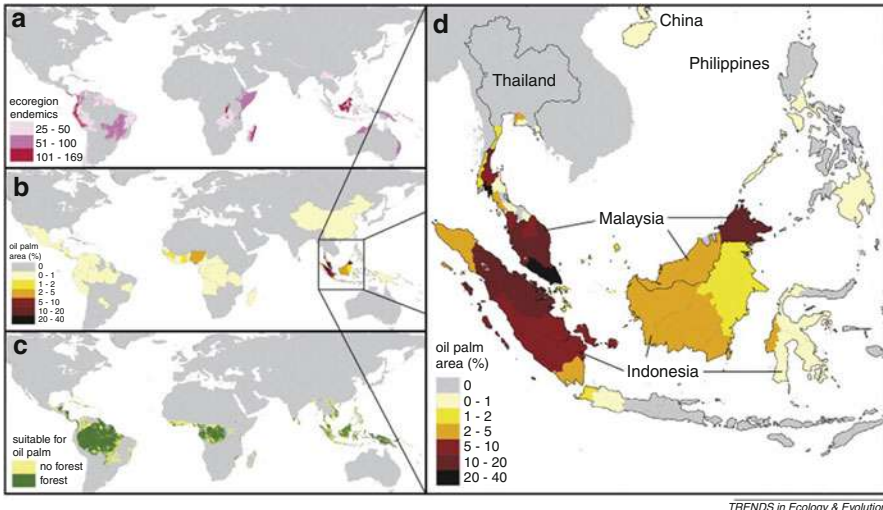 a
ecoregion
endemics
25 - 50
51 - 100
101 - 169
b
oil palm
area (%)
0
0 - 1
1 - 2
2 - 5
5 - 10
10 - 20
20 - 40
c
suitable for
oil palm
no forest
forest
d
China
Philippines
Thailand
Malaysia
Indonesia
oil palm
area (%)
0
0 - 1
1 - 2
2 - 5
5 - 10
10 - 20
20 - 40
TRENDS in Ecology & Evolution